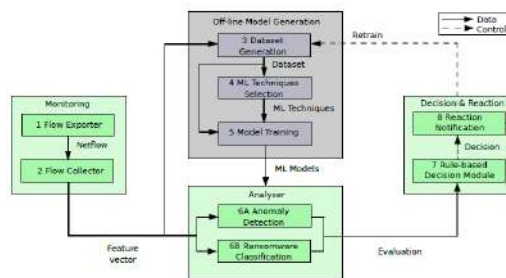 Off-line Model Generation
3 Dataset
Generation
Dataset
4 ML Techniques
Selection
ML Techniques
5 Model Training
ML Models
Data
Control
Retrain
Monitoring
1 Flow Exporter
Netflow
2 Flow Collector
Feature
vector
Analyser
6A Anomaly
Detection
6B Ransomware
Classification
Evaluation
Decision & Reaction
8 Reaction
Notification
Decision
7 Rule-based
Decision Module